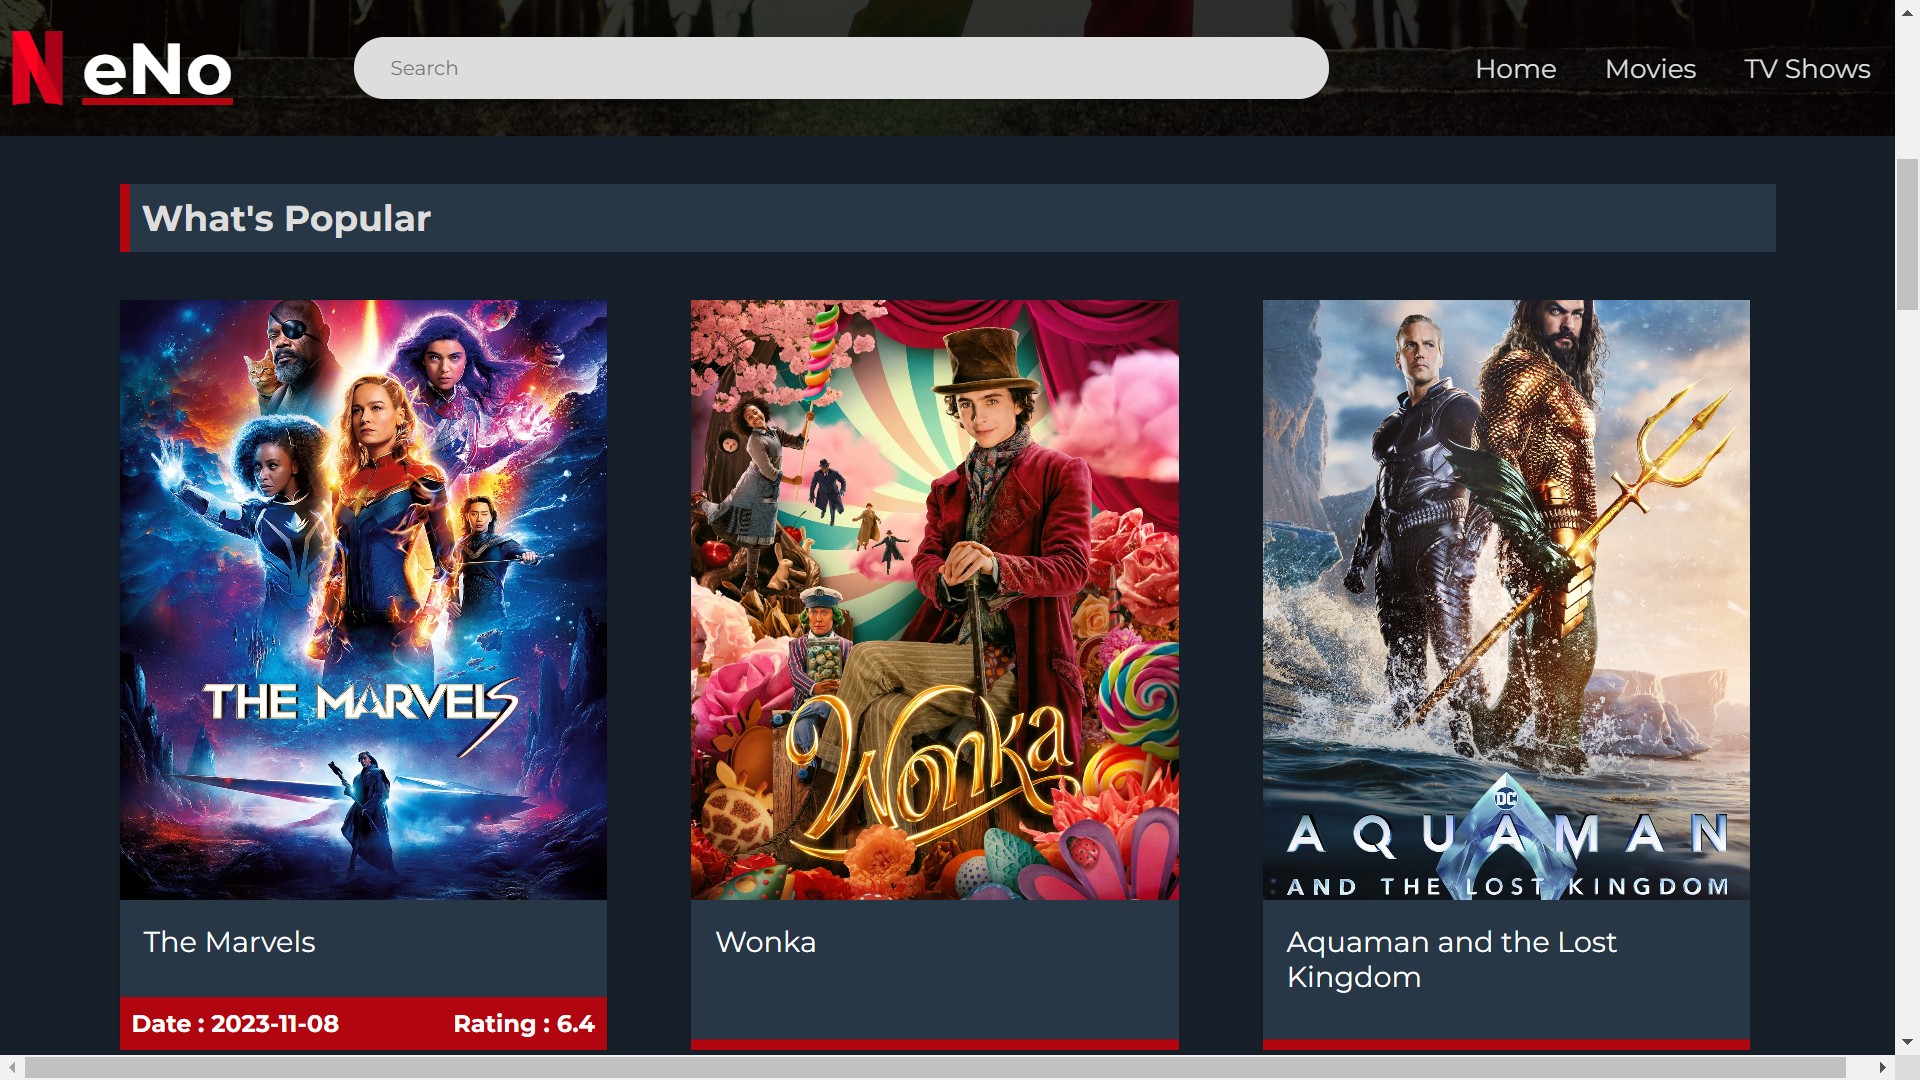 N eNo
Search
Home Movies TV Shows
What's Popular
THE MARVELS
Wonka
DC
AQUAMAN
AND THE LOST KINGDOM
The Marvels
Wonka
Aquaman and the Lost
Kingdom
Date : 2023-11-08 Rating : 6.4